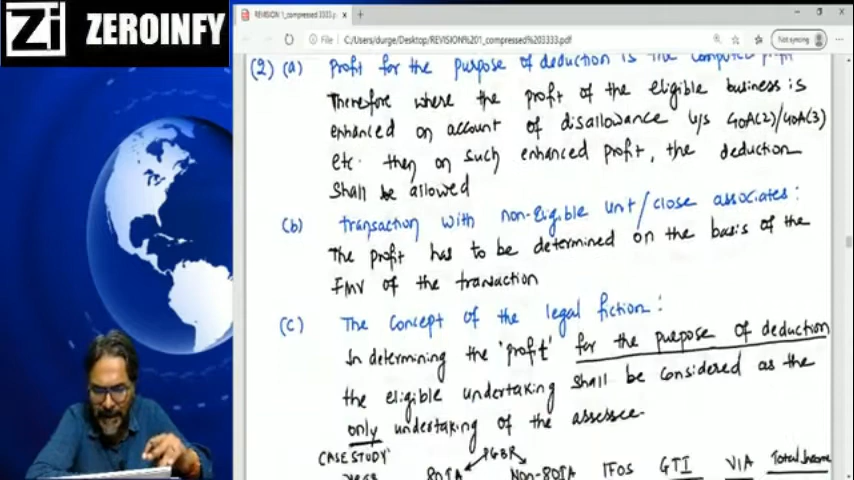 Zi ZEROINFY
REVISION 1_compressed 3333.pdf
File
C:/Users/durge/Desktop/REVISION%201_compressed%203333.pdf
Not syncing
(2) (a) Profit for the purpose of deduction is the computed profit
Therefore where the profit of the eligible business is
enhanced on account of disallowance u/s 40A(2)/40A(3)
etc. then on such enhanced profit, the deduction
shall be allowed
(b) transaction with non-eligible unit/close associates:
The profit has to be determined on the basis of the
FMV of the transaction
(C) The concept of the legal fiction:
In determining the 'profit' for the purpose of deduction
the eligible undertaking shall be considered as the
only undertaking of the assessee.
PGBP
CASE STUDY
80IA Non-80IA IFOS GTI VIA Total Income